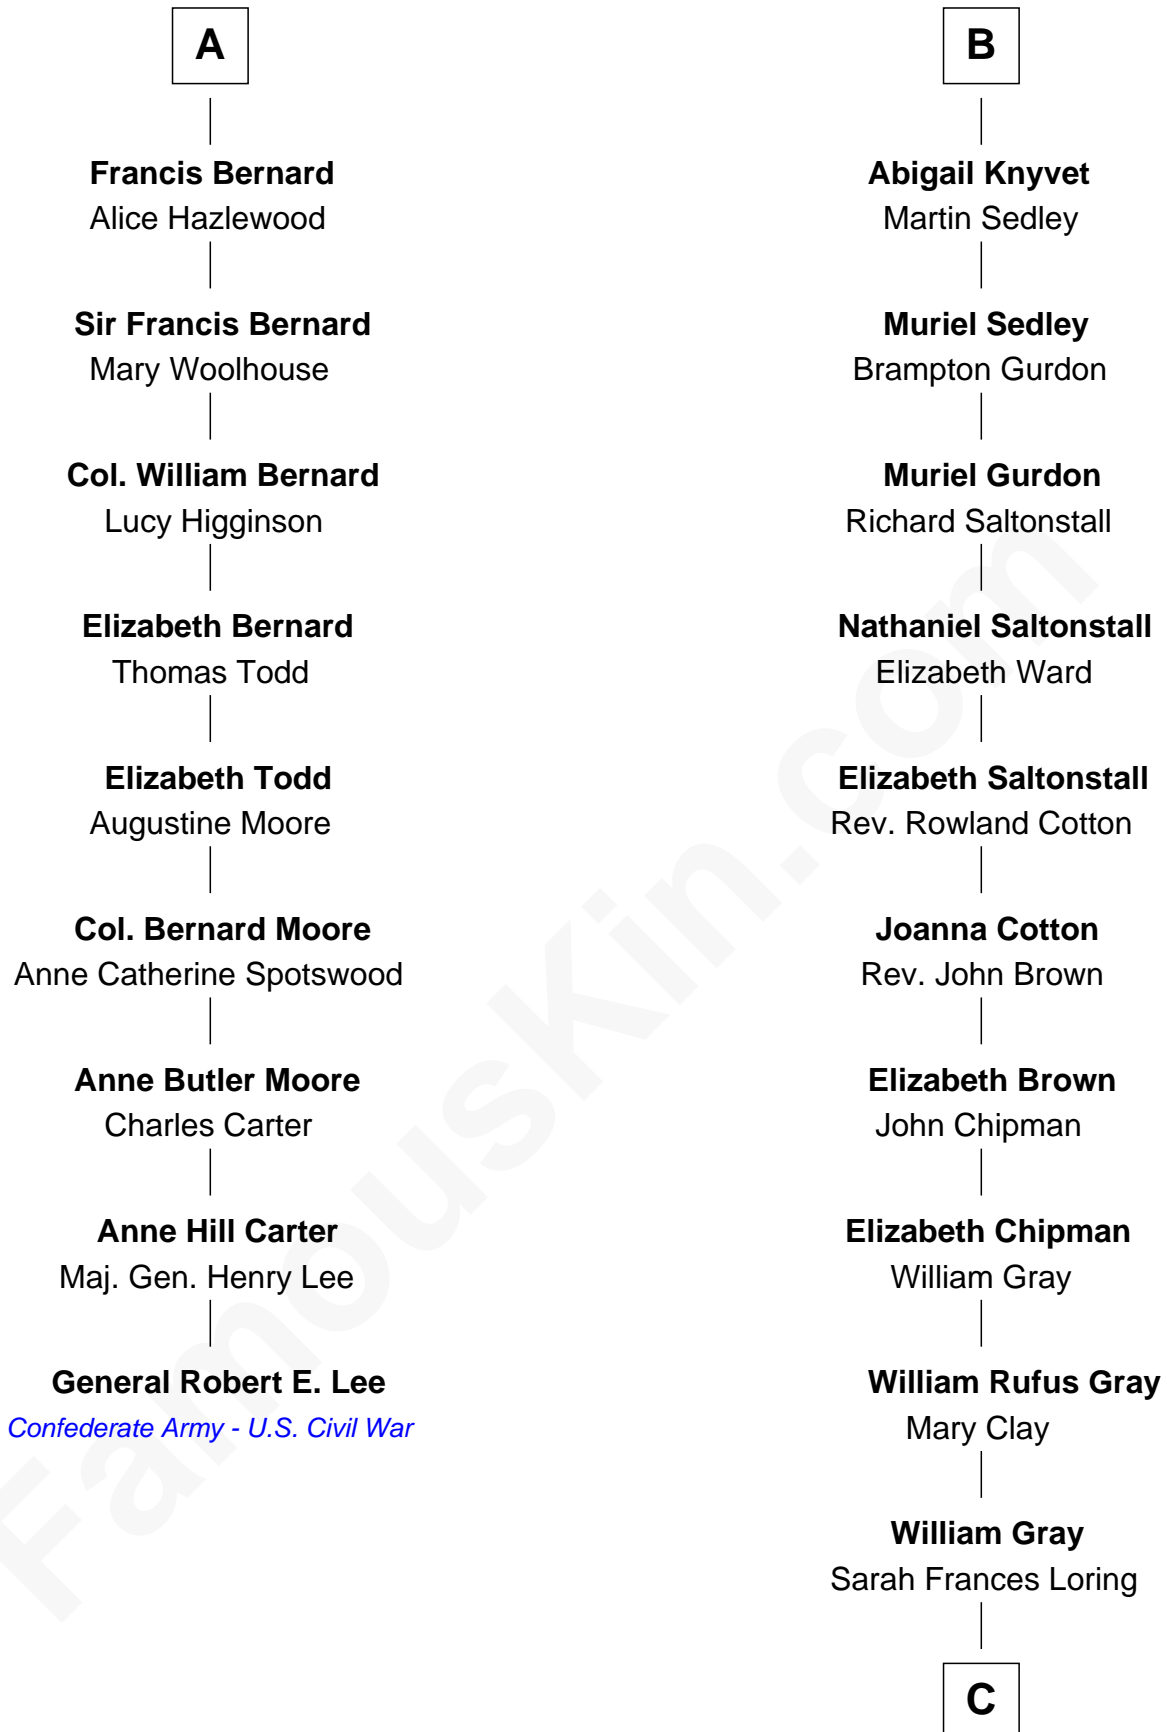 A
Francis Bernard
Alice Hazlewood
Sir Francis Bernard
Mary Woolhouse
Col. William Bernard
Lucy Higginson
Elizabeth Bernard
Thomas Todd
Elizabeth Todd
Augustine Moore
Col. Bernard Moore
Anne Catherine Spotswood
Anne Butler Moore
Charles Carter
Anne Hill Carter
Maj. Gen. Henry Lee
General Robert E. Lee
Confederate Army - U.S. Civil War
B
Abigail Knyvet
Martin Sedley
Muriel Sedley
Brampton Gurdon
Muriel Gurdon
Richard Saltonstall
Nathaniel Saltonstall
Elizabeth Ward
Elizabeth Saltonstall
Rev. Rowland Cotton
Joanna Cotton
Rev. John Brown
Elizabeth Brown
John Chipman
Elizabeth Chipman
William Gray
William Rufus Gray
Mary Clay
William Gray
Sarah Frances Loring
C
FamousKin.com